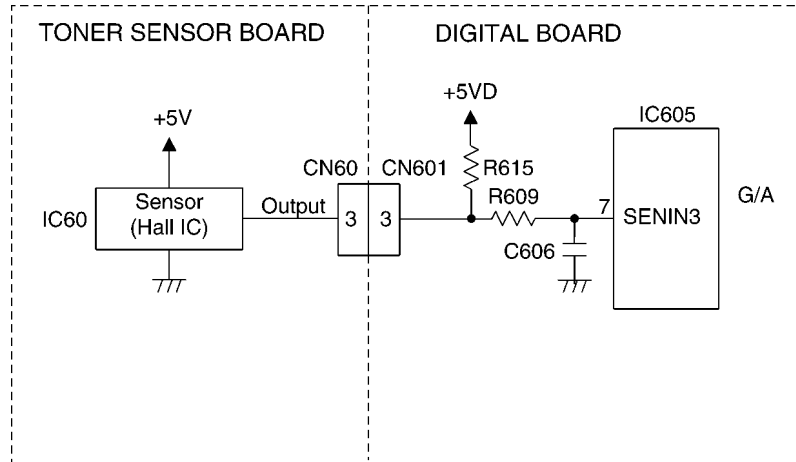 TONER SENSOR BOARD
DIGITAL BOARD
+5VD
+5V
IC605
CN60
CN601
R615
R609
Sensor
(Hall IC)
IC60
Output
3
3
7
SENIN3
G/A
C606